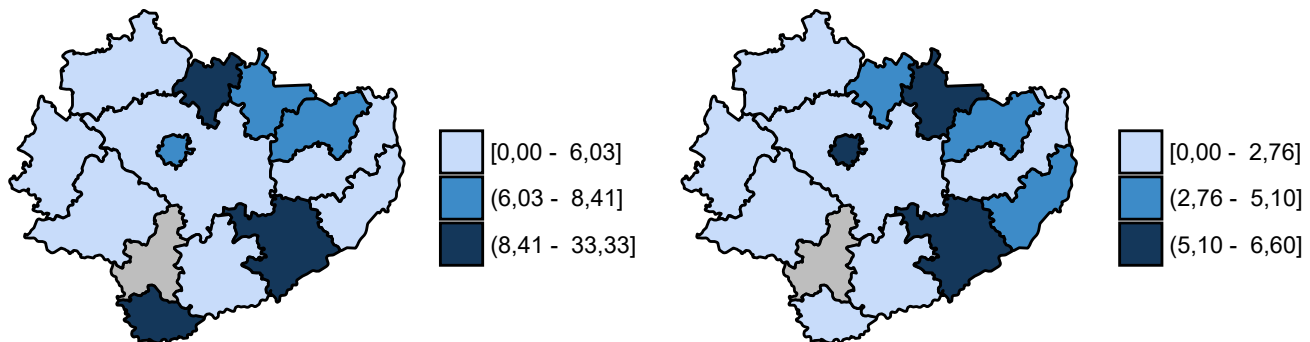 [0,00 - 6,03]
(6,03 - 8,41]
(8,41 - 33,33]
[0,00 - 2,76]
(2,76 - 5,10]
(5,10 - 6,60]